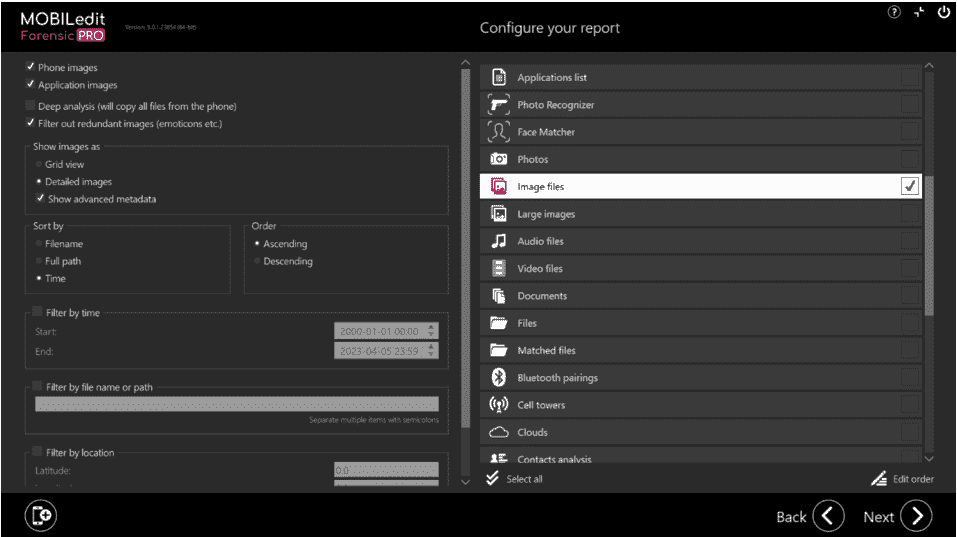 MOBILedit
Forensic PRO
Configure your report
Phone images
Application images
Deep analysis (will copy all files from the phone)
Filter out redundant images (emoticons etc.)
Show images as
Grid view
Detailed images
Show advanced metadata
Sort by
Filename
Full path
Time
Order
Ascending
Descending
Filter by time
Start:
2000-01-01 00:00
End:
2023-04-05 23:59
Filter by file name or path
Separate multiple items with semicolons
Filter by location
Latitude:
0.0
Applications list
Photo Recognizer
Face Matcher
Photos
Image files
Large images
Audio files
Video files
Documents
Files
Matched files
Bluetooth pairings
Cell towers
Clouds
Contacts analysis
Select all
Edit order
Back
Next